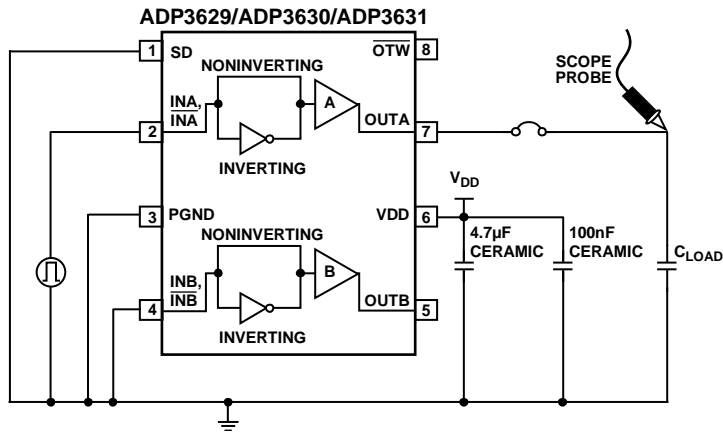 ADP3629/ADP3630/ADP3631
1 SD
OTW 8
NONINVERTING
SCOPE
PROBE
INA,
INA
A
2
OUTA 7
INVERTING
VDD
3 PGND
VDD 6
NONINVERTING
4.7µF
CERAMIC
100nF
CERAMIC
CLOAD
INB,
INB
B
4
OUTB 5
INVERTING